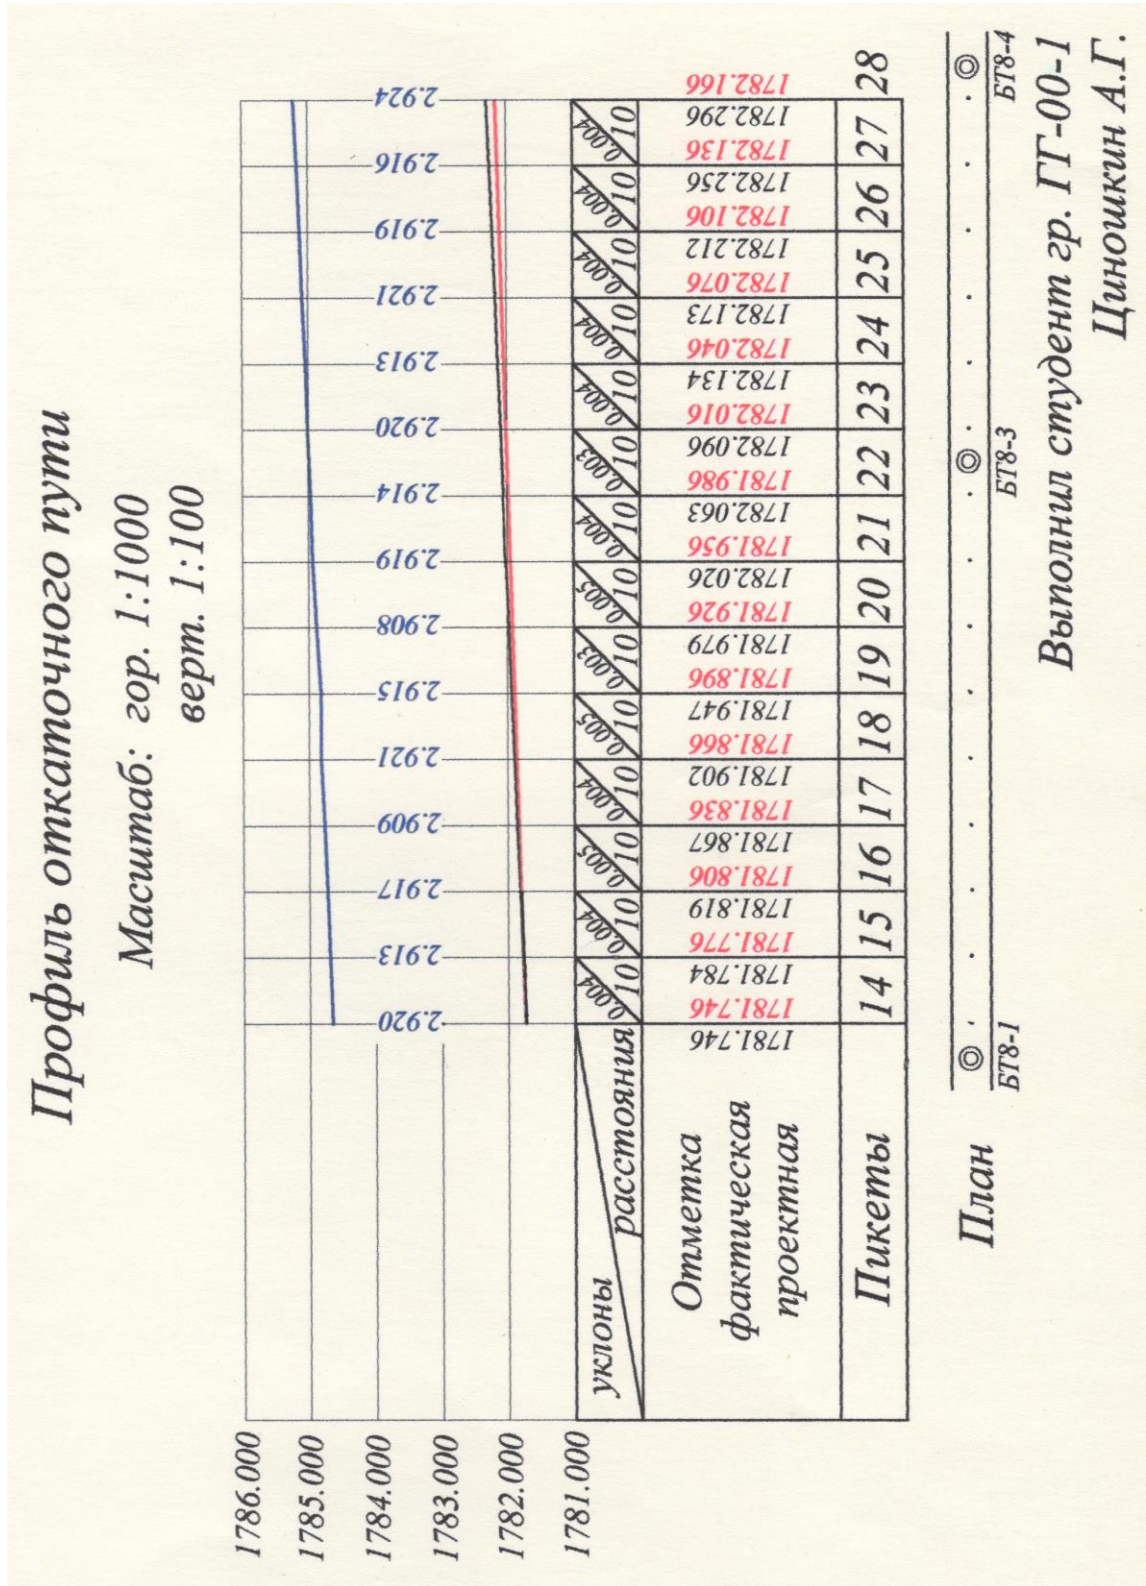 Профиль откаточного пути
Масштаб: гор. 1:1000
верт. 1:100
1786.000
1785.000
1784.000
1783.000
1782.000
1781.000
2.920 2.913 2.917 2.909 2.921 2.915 2.908 2.919 2.914 2.920 2.913 2.921 2.919 2.916 2.924
уклоны
расстояния
0.004 0.004 0.005 0.004 0.005 0.003 0.005 0.004 0.003 0.004 0.004 0.004 0.004 0.004
10 10 10 10 10 10 10 10 10 10 10 10 10 10
Отметка
фактическая
проектная
1781.746 1781.746 1781.784 1781.776 1781.819 1781.806 1781.867 1781.836 1781.902 1781.866 1781.947 1781.896 1781.979 1781.926 1782.026 1781.956 1782.063 1781.986 1782.096 1782.016 1782.134 1782.046 1782.173 1782.076 1782.212 1782.106 1782.256 1782.136 1782.296 1782.166
Пикеты 14 15 16 17 18 19 20 21 22 23 24 25 26 27 28
План
БТ8-1 БТ8-3 БТ8-4
Выполнил студент гр. ГГ-00-1
Циношкин А.Г.